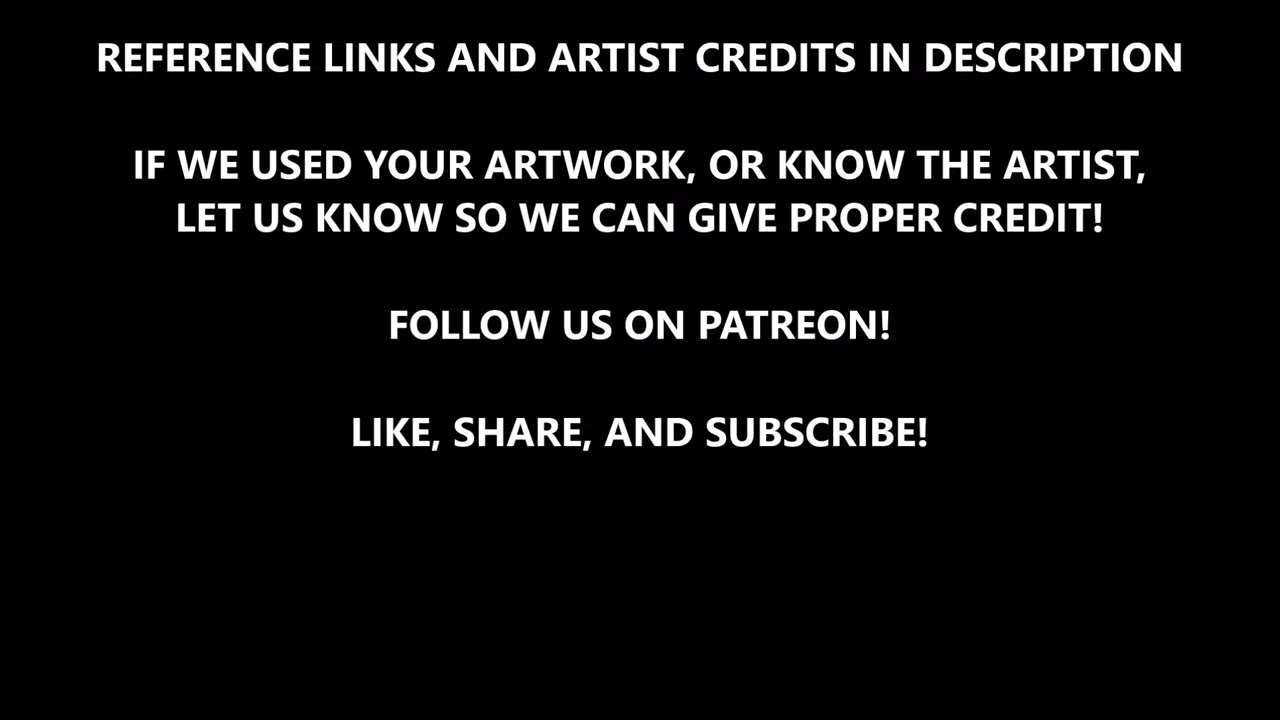 REFERENCE LINKS AND ARTIST CREDITS IN DESCRIPTION
IF WE USED YOUR ARTWORK, OR KNOW THE ARTIST,
LET US KNOW SO WE CAN GIVE PROPER CREDIT!
FOLLOW US ON PATREON!
LIKE, SHARE, AND SUBSCRIBE!